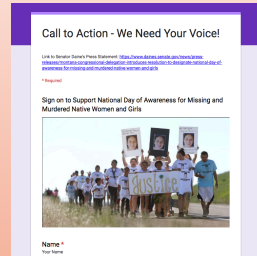 Call to Action - We Need Your Voice!
Link to Senator Daine's Press Statement: https://www.daines.senate.gov/news/press-
releases/montana-congressional-delegation-introduces-resolution-to-designate-national-day-of-
awareness-for-missing-and-murdered-native-women-and-girls
* Required
Sign on to Support National Day of Awareness for Missing and
Murdered Native Women and Girls
Justice
Name *
Your Name